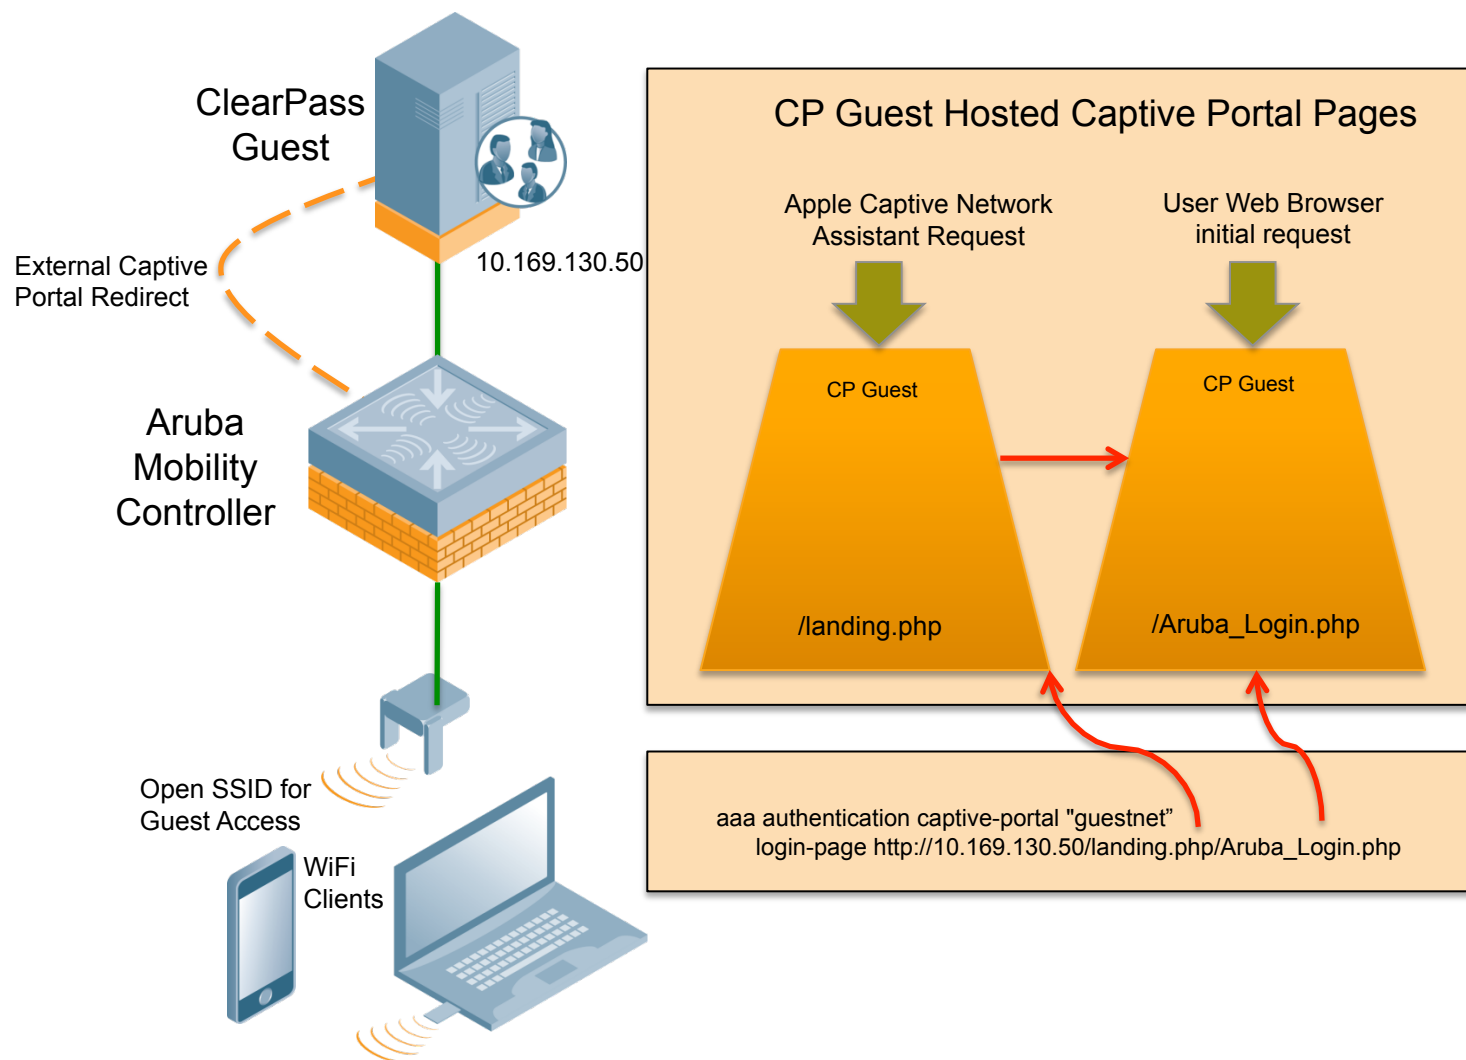 ClearPass
Guest
10.169.130.50
External Captive
Portal Redirect
Aruba
Mobility
Controller
Open SSID for
Guest Access
WiFi
Clients
CP Guest Hosted Captive Portal Pages
Apple Captive Network
Assistant Request
User Web Browser
initial request
CP Guest
CP Guest
/landing.php
/Aruba_Login.php
aaa authentication captive-portal "guestnet”
login-page http://10.169.130.50/landing.php/Aruba_Login.php